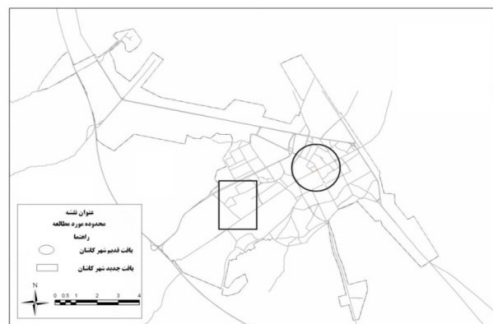 عنوان نقشه
محدوده مورد مطالعه
راهنما
بافت قدیم شهر کاشان
بافت جدید شهر کاشان
N
0 0.5 1 2 3 4